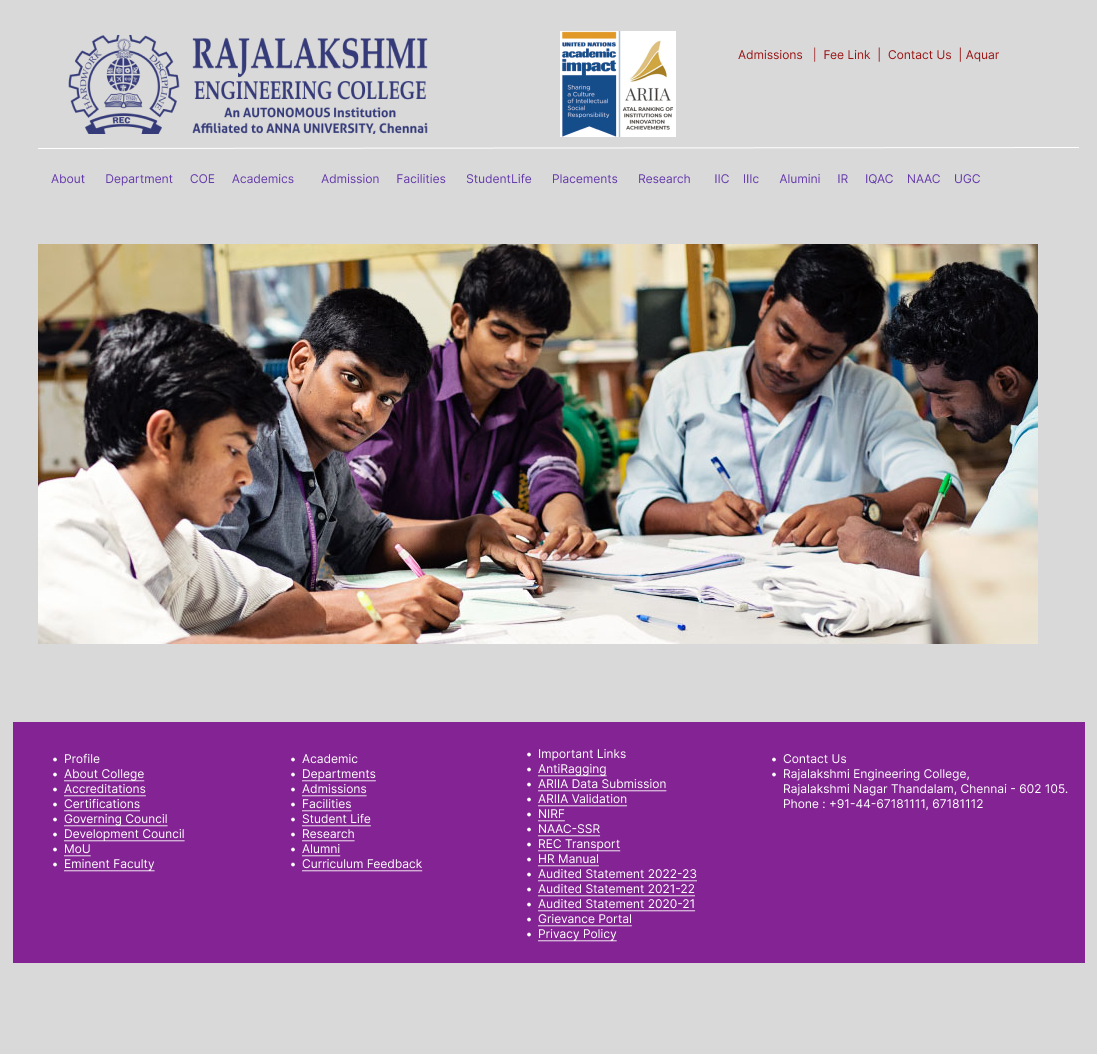 HARDWORK
DISCIPLINE
REC
RAJALAKSHMI
ENGINEERING COLLEGE
An AUTONOMOUS Institution
Affiliated to ANNA UNIVERSITY, Chennai
UNITED NATIONS
academic
impact
Sharing
a Culture
of Intellectual
Social
Responsibility
ARIIA
ATAL RANKING OF
INSTITUTIONS ON
INNOVATION
ACHIEVEMENTS
Admissions | Fee Link | Contact Us | Aquar
About Department COE Academics Admission Facilities StudentLife Placements Research IIC IIIc Alumini IR IQAC NAAC UGC
• Profile
• About College
• Accreditations
• Certifications
• Governing Council
• Development Council
• MoU
• Eminent Faculty
• Academic
• Departments
• Admissions
• Facilities
• Student Life
• Research
• Alumni
• Curriculum Feedback
• Important Links
• AntiRagging
• ARIIA Data Submission
• ARIIA Validation
• NIRF
• NAAC-SSR
• REC Transport
• HR Manual
• Audited Statement 2022-23
• Audited Statement 2021-22
• Audited Statement 2020-21
• Grievance Portal
• Privacy Policy
• Contact Us
• Rajalakshmi Engineering College,
Rajalakshmi Nagar Thandalam, Chennai - 602 105.
Phone : +91-44-67181111, 67181112